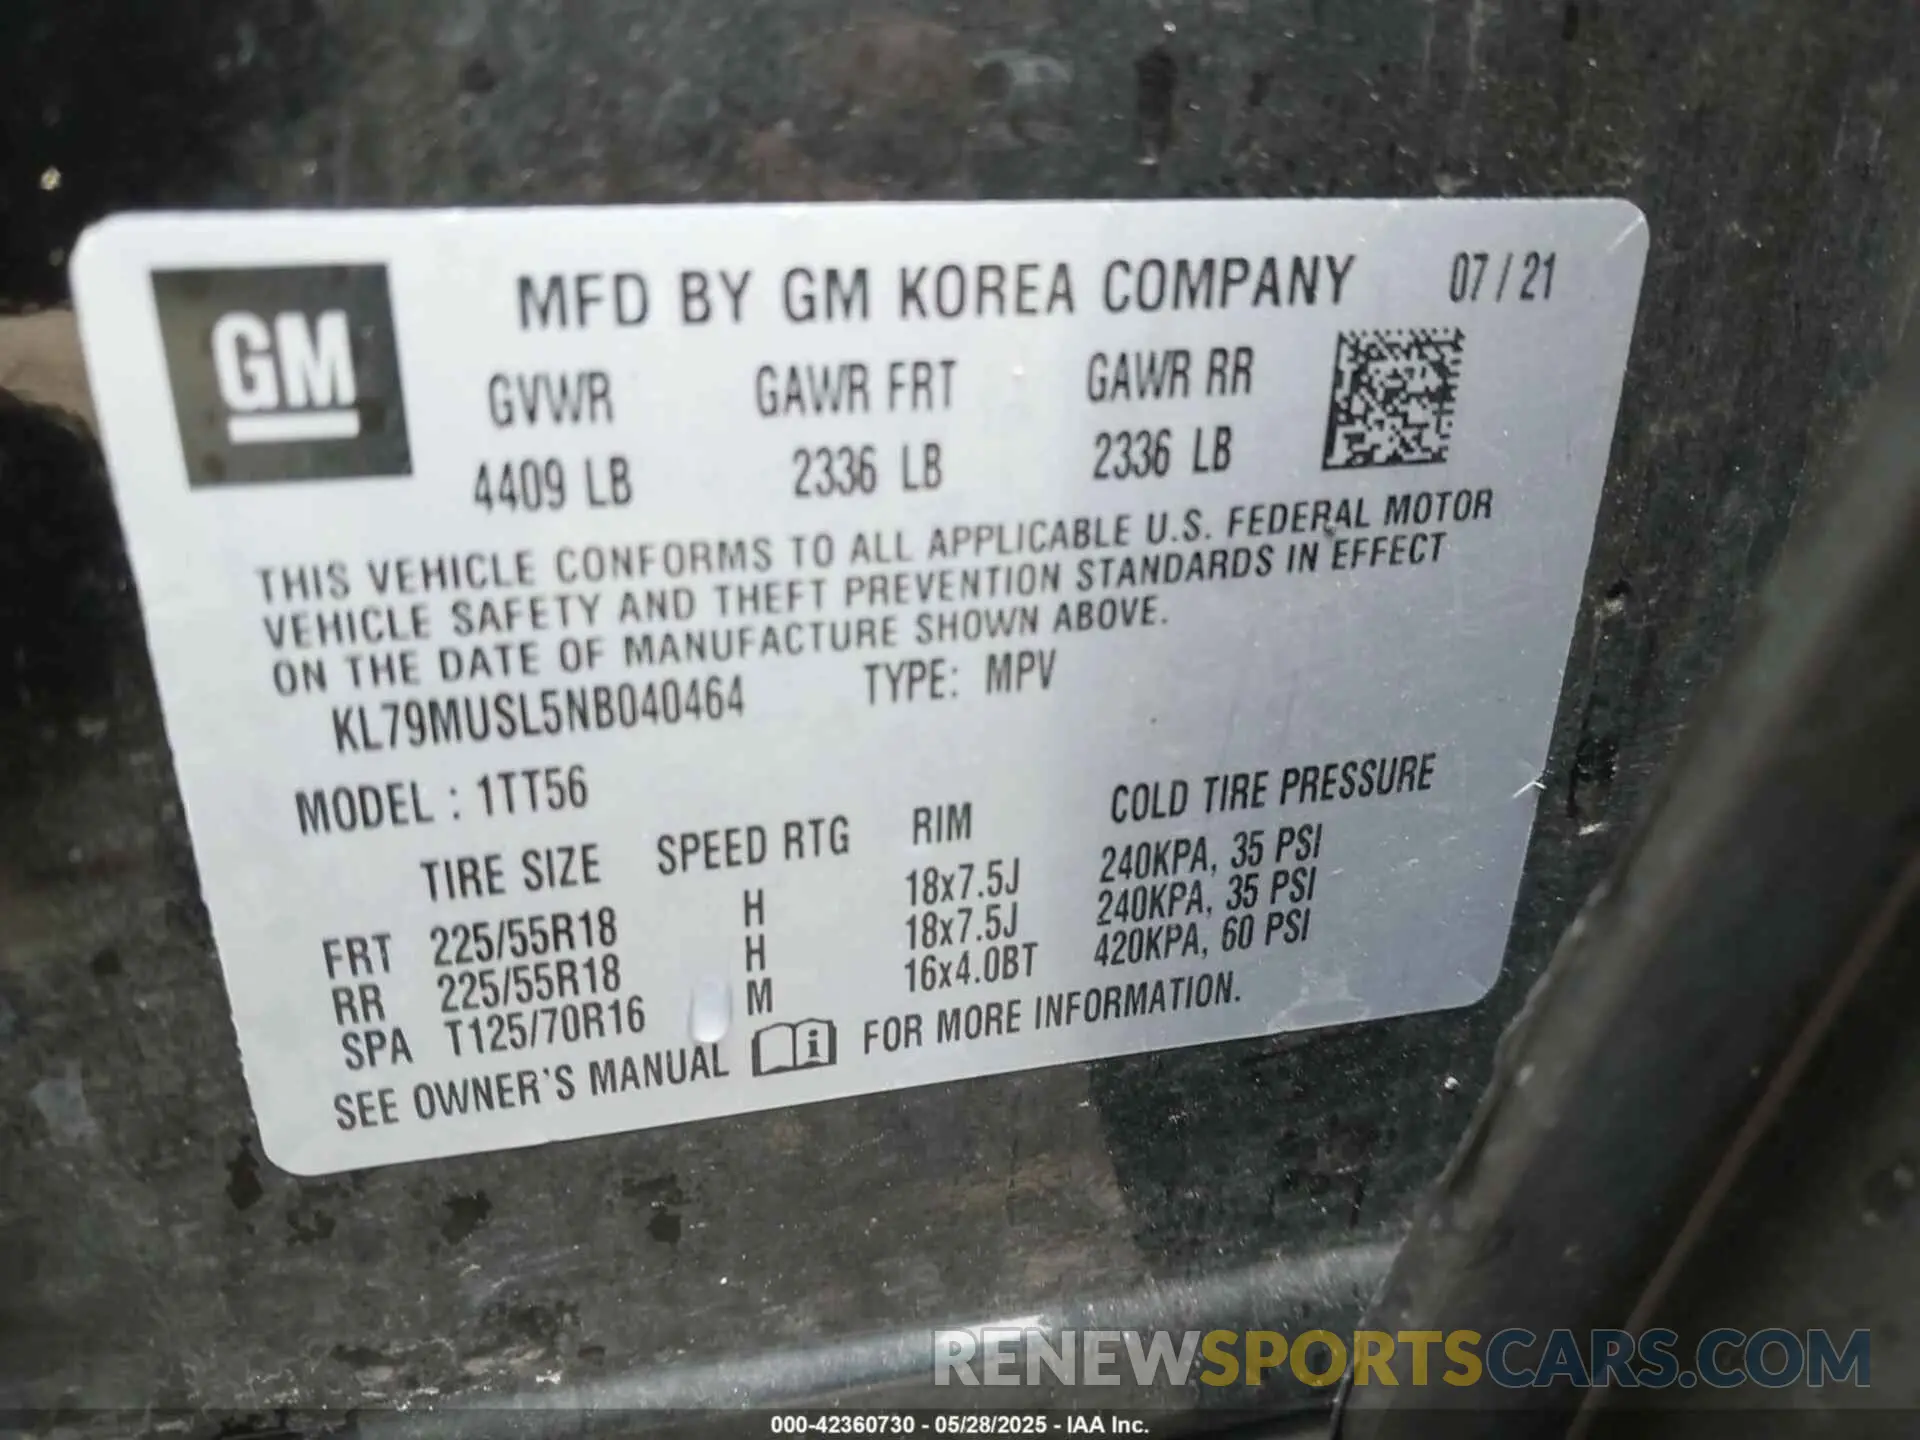 GM
MFD BY GM KOREA COMPANY 07/21
GVWR GAWR FRT GAWR RR
4409 LB 2336 LB 2336 LB
THIS VEHICLE CONFORMS TO ALL APPLICABLE U.S. FEDERAL MOTOR
VEHICLE SAFETY AND THEFT PREVENTION STANDARDS IN EFFECT
ON THE DATE OF MANUFACTURE SHOWN ABOVE.
KL79MUSL5NB040464 TYPE: MPV
MODEL : 1TT56
TIRE SIZE SPEED RTG RIM COLD TIRE PRESSURE
FRT 225/55R18 H 18x7.5J 240KPA, 35 PSI
RR 225/55R18 H 18x7.5J 240KPA, 35 PSI
SPA T125/70R16 M 16x4.0BT 420KPA, 60 PSI
SEE OWNER'S MANUAL i FOR MORE INFORMATION.
RENEWSPORTSCARS.COM
000-42360730 - 05/28/2025 - IAA Inc.